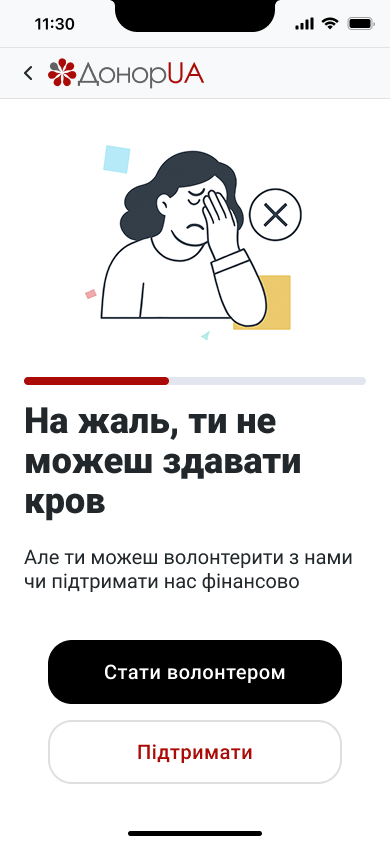 11:30
ДонорUA
На жаль, ти не
можеш здавати
кров
Але ти можеш волонтерити з нами
чи підтримати нас фінансово
Стати волонтером
Підтримати